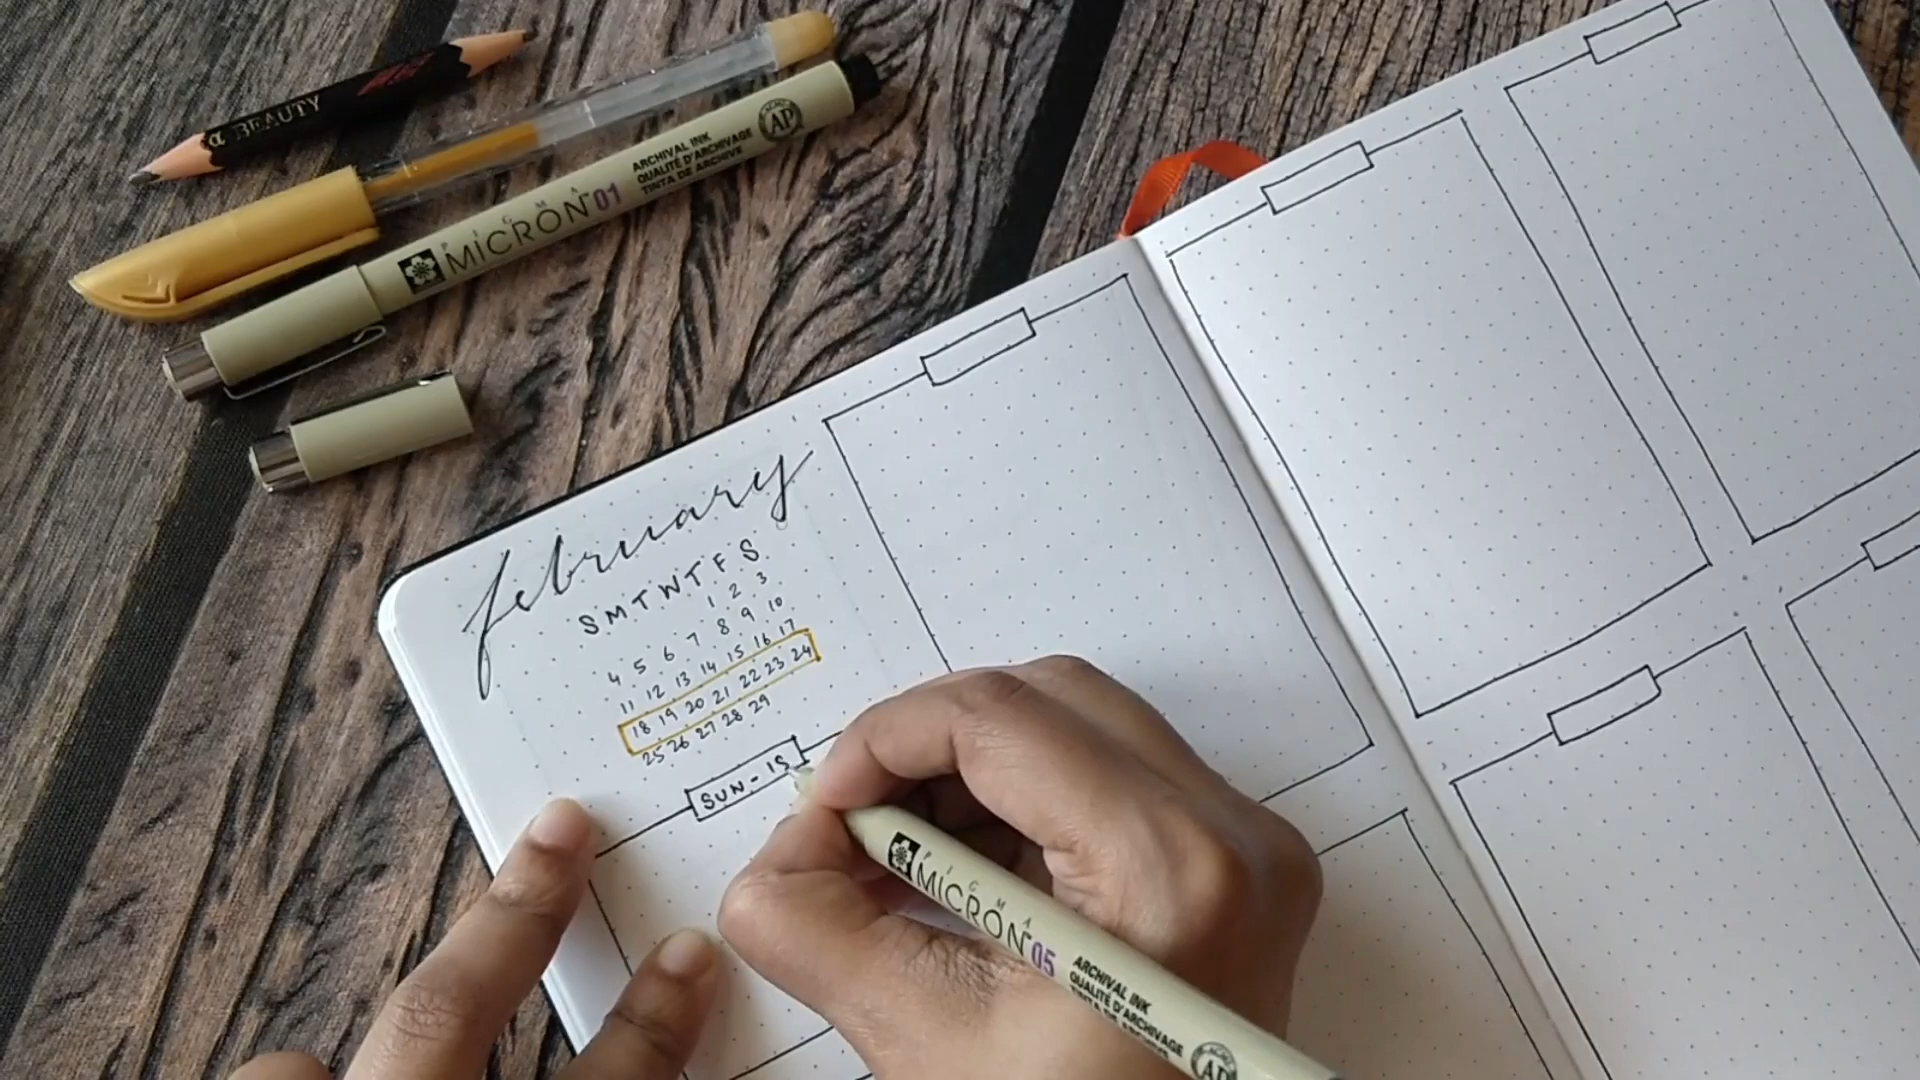 α BEAUTY
PIGMA
MICRON 01
ARCHIVAL INK
QUALITÉ D'ARCHIVAGE
TINTA DE ARCHIVE
AP
february
S M T W T F S
1 2 3
4 5 6 7 8 9 10
11 12 13 14 15 16 17
18 19 20 21 22 23 24
25 26 27 28 29
SUN-18
PIGMA
MICRON 05
ARCHIVAL INK
QUALITÉ D'ARCHIVAGE
TINTA DE ARCHIVE
AP